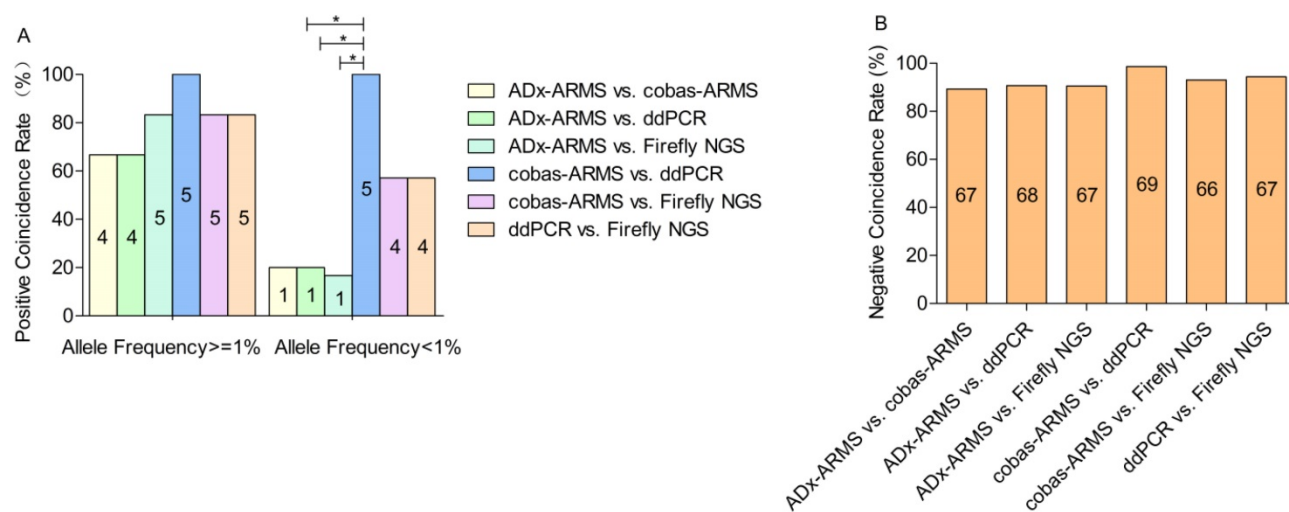 A
Positive Coincidence Rate (%)
100
80
60
40
20
0
4
4
5
5
5
5
1
1
1
5
4
4
*
*
*
Allele Frequency>=1%
Allele Frequency<1%
ADx-ARMS vs. cobas-ARMS
ADx-ARMS vs. ddPCR
ADx-ARMS vs. Firefly NGS
cobas-ARMS vs. ddPCR
cobas-ARMS vs. Firefly NGS
ddPCR vs. Firefly NGS
B
Negative Coincidence Rate (%)
100
80
60
40
20
0
67
68
67
69
66
67
ADx-ARMS vs. cobas-ARMS
ADx-ARMS vs. ddPCR
ADx-ARMS vs. Firefly NGS
cobas-ARMS vs. ddPCR
cobas-ARMS vs. Firefly NGS
ddPCR vs. Firefly NGS